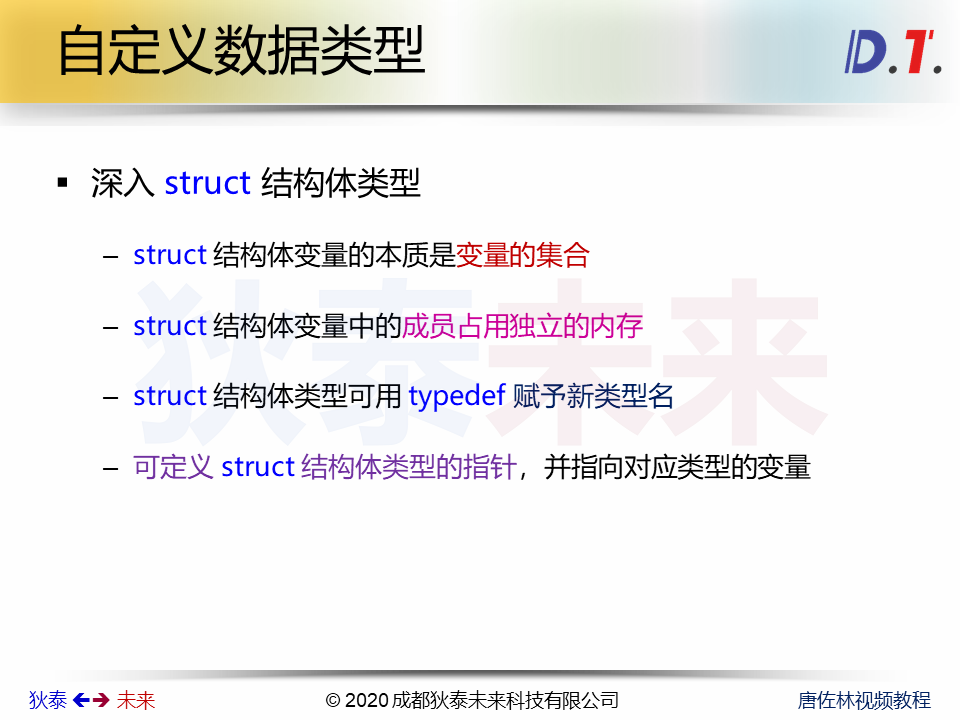 自定义数据类型
D.T.
▪ 深入 struct 结构体类型
– struct 结构体变量的本质是变量的集合
– struct 结构体变量中的成员占用独立的内存
– struct 结构体类型可用 typedef 赋予新类型名
– 可定义 struct 结构体类型的指针，并指向对应类型的变量
狄泰未来
狄泰 🡸🡺 未来
© 2020 成都狄泰未来科技有限公司
唐佐林视频教程